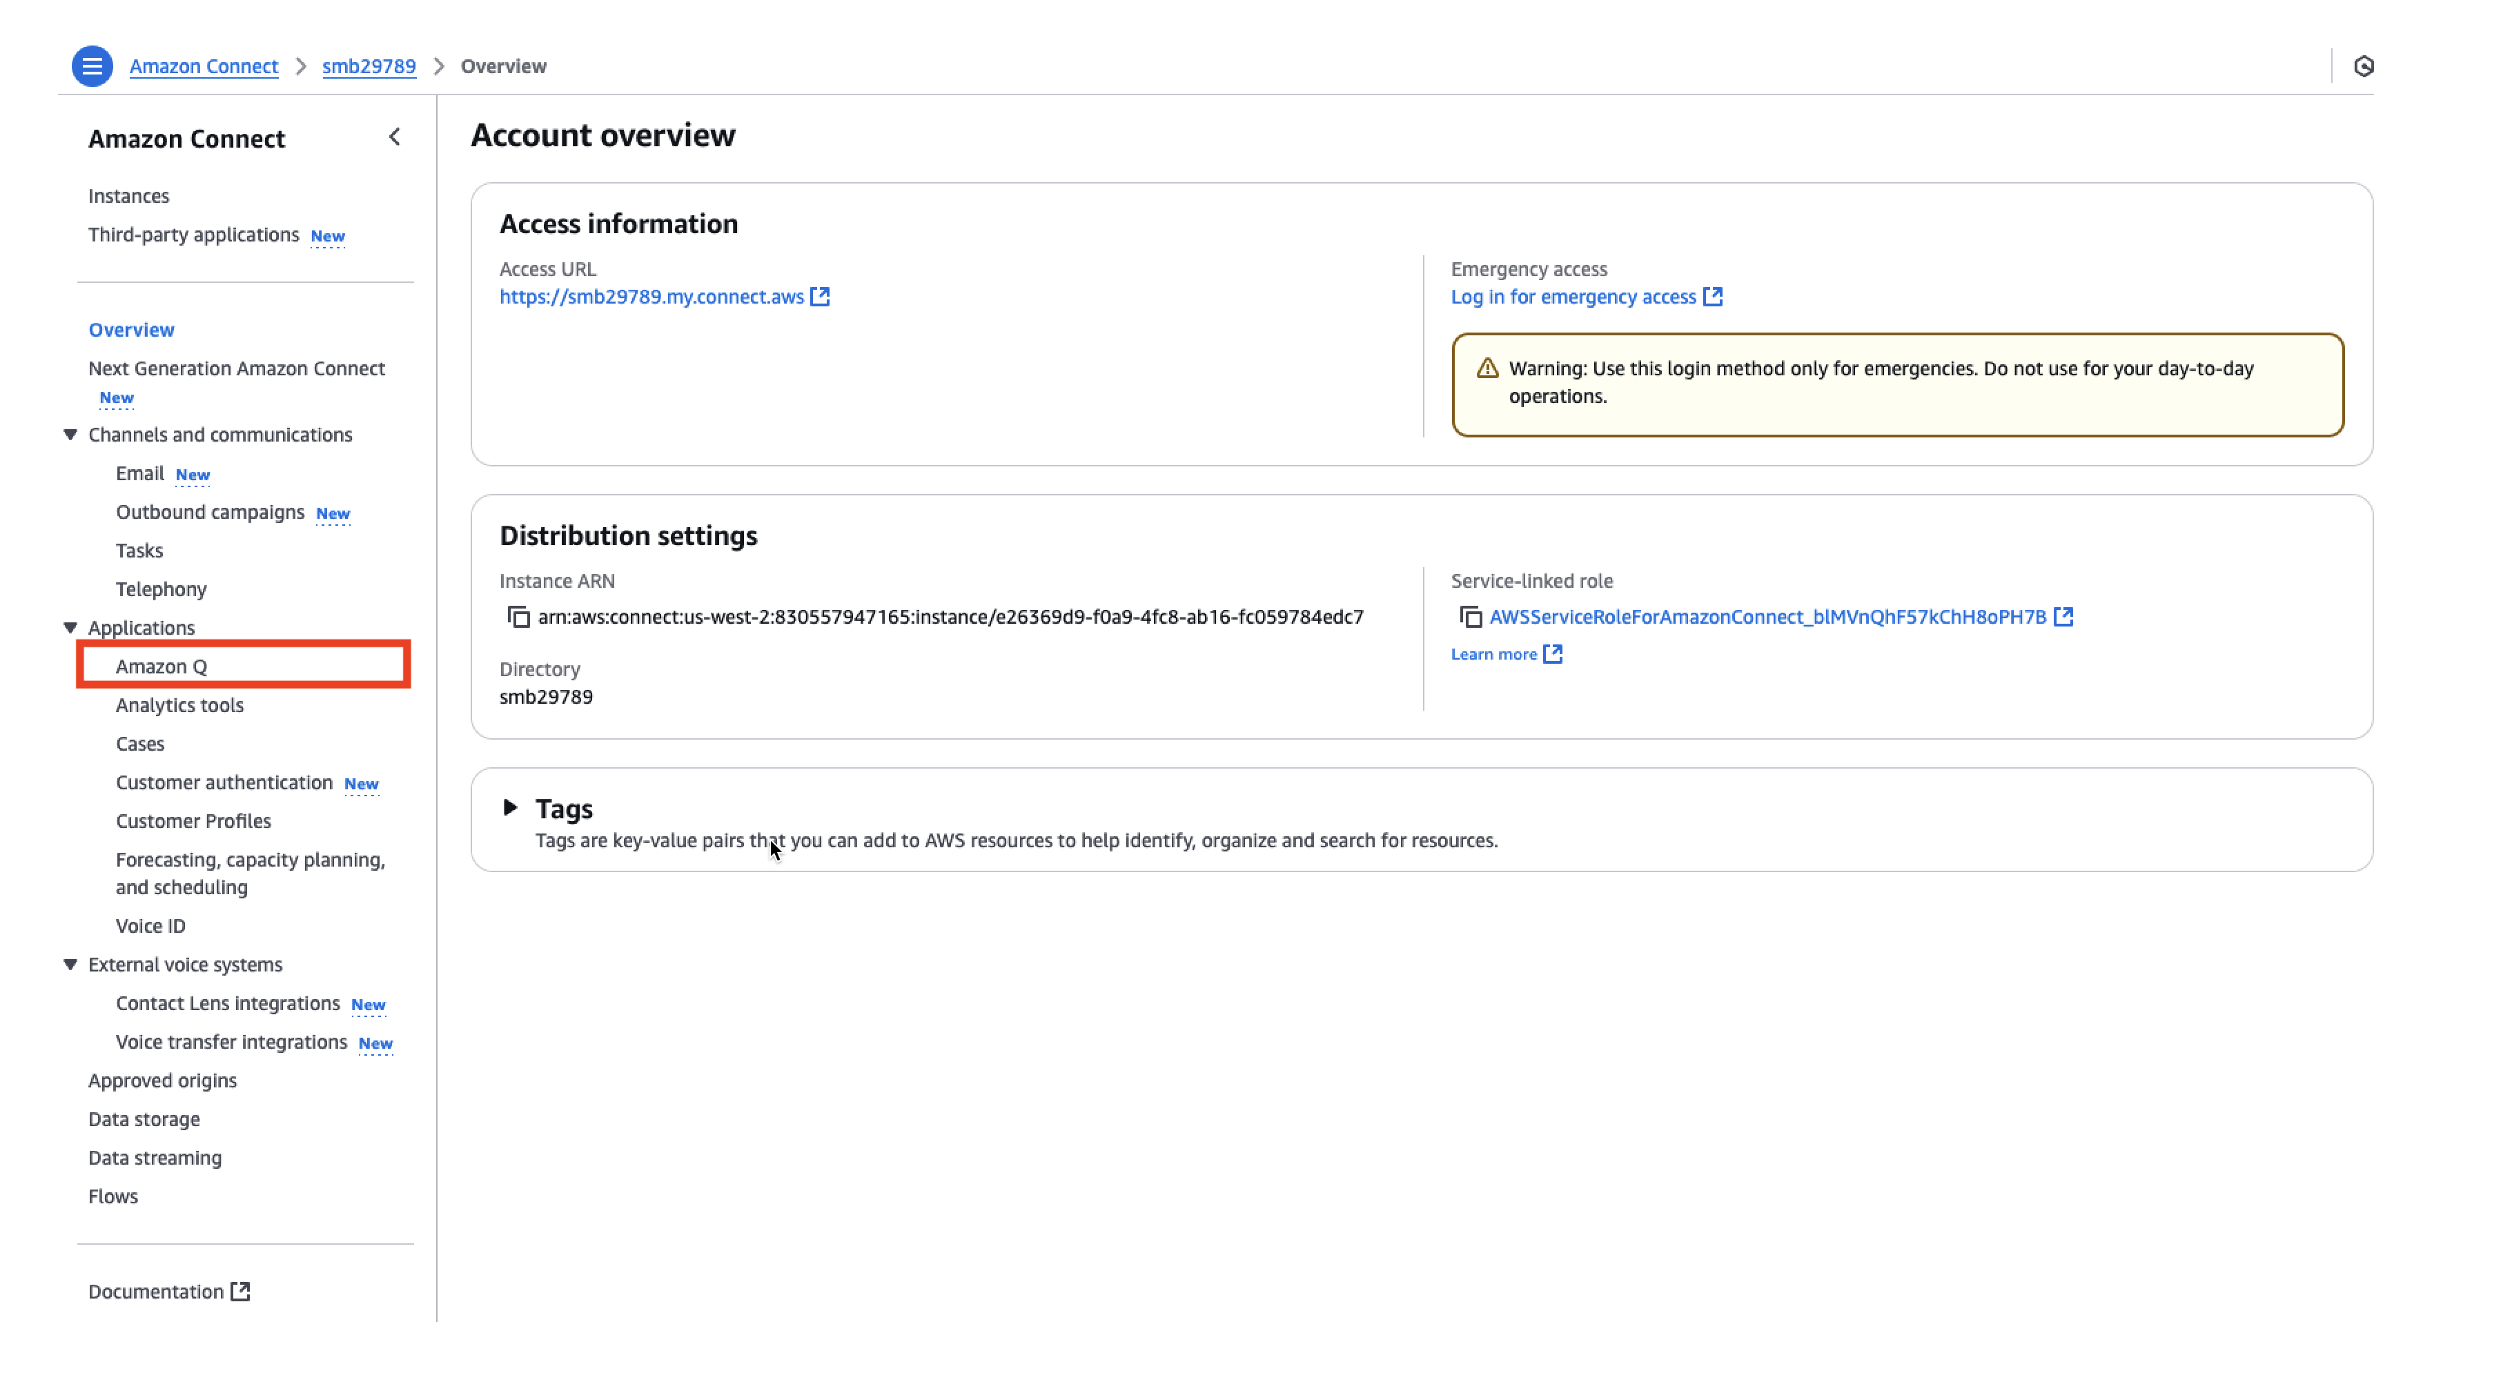 Amazon Connect > smb29789 > Overview
Amazon Connect
Instances
Third-party applications New
Overview
Next Generation Amazon Connect
New
Channels and communications
Email New
Outbound campaigns New
Tasks
Telephony
Applications
Amazon Q
Analytics tools
Cases
Customer authentication New
Customer Profiles
Forecasting, capacity planning,
and scheduling
Voice ID
External voice systems
Contact Lens integrations New
Voice transfer integrations New
Approved origins
Data storage
Data streaming
Flows
Documentation
Account overview
Access information
Access URL
https://smb29789.my.connect.aws
Emergency access
Log in for emergency access
Warning: Use this login method only for emergencies. Do not use for your day-to-day
operations.
Distribution settings
Instance ARN
arn:aws:connect:us-west-2:830557947165:instance/e26369d9-f0a9-4fc8-ab16-fc059784edc7
Directory
smb29789
Service-linked role
AWSServiceRoleForAmazonConnect_blMVnQhF57kChH8oPH7B
Learn more
Tags
Tags are key-value pairs that you can add to AWS resources to help identify, organize and search for resources.